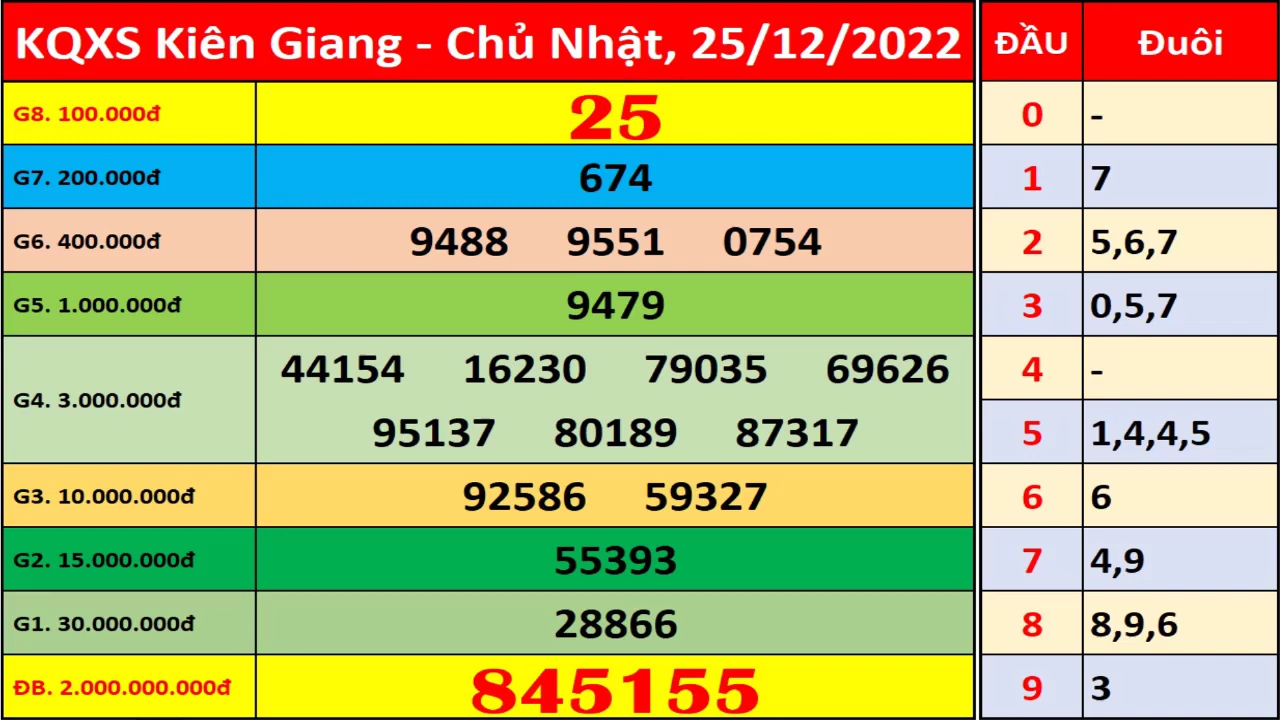 KQXS Kiên Giang - Chủ Nhật, 25/12/2022 ĐẦU Đuôi
G8. 100.000đ 25 0 -
G7. 200.000đ 674 1 7
G6. 400.000đ 9488 9551 0754 2 5,6,7
G5. 1.000.000đ 9479 3 0,5,7
G4. 3.000.000đ 44154 16230 79035 69626 4 -
95137 80189 87317 5 1,4,4,5
G3. 10.000.000đ 92586 59327 6 6
G2. 15.000.000đ 55393 7 4,9
G1. 30.000.000đ 28866 8 8,9,6
ĐB. 2.000.000.000đ 845155 9 3